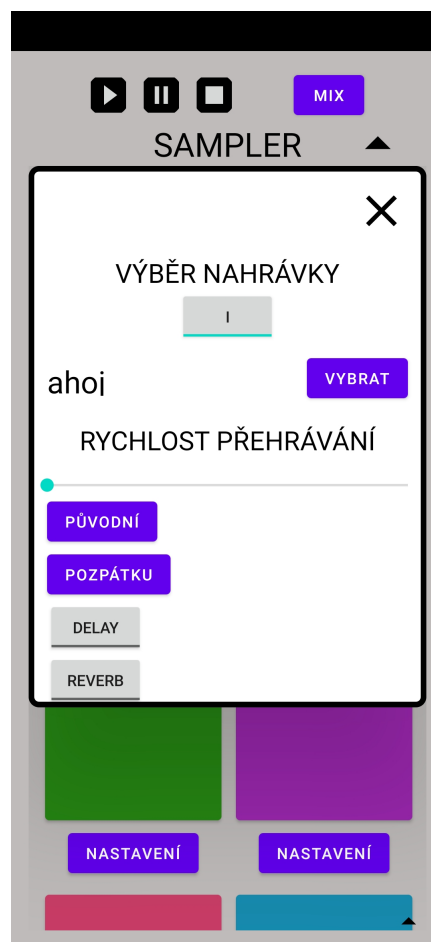 MIX
SAMPLER
VÝBĚR NAHRÁVKY
I
ahoj
VYBRAT
RYCHLOST PŘEHRÁVÁNÍ
PŮVODNÍ
POZPÁTKU
DELAY
REVERB
NASTAVENÍ NASTAVENÍ